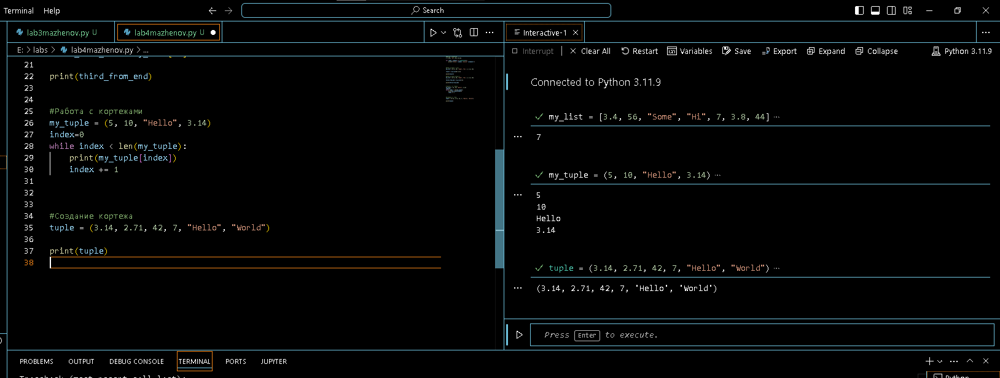 Terminal Help
Search
lab3mazhenov.py U
lab4mazhenov.py U
E: > labs > lab4mazhenov.py > ...
21
22 print(third_from_end)
23
24
25 #Работа с кортежами
26 my_tuple = (5, 10, "Hello", 3.14)
27 index=0
28 while index < len(my_tuple):
29 print(my_tuple[index])
30 index += 1
31
32
33
34 #Создание кортежа
35 tuple = (3.14, 2.71, 42, 7, "Hello", "World")
36
37 print(tuple)
38
Interactive-1
Interrupt Clear All Restart Variables Save Export Expand Collapse Python 3.11.9
Connected to Python 3.11.9
my_list = [3.4, 56, "Some", "Hi", 7, 3.8, 44] ...
7
my_tuple = (5, 10, "Hello", 3.14) ...
5
10
Hello
3.14
tuple = (3.14, 2.71, 42, 7, "Hello", "World") ...
(3.14, 2.71, 42, 7, 'Hello', 'World')
Press Enter to execute.
PROBLEMS OUTPUT DEBUG CONSOLE TERMINAL PORTS JUPYTER
Traceback (most recent call last):
Python